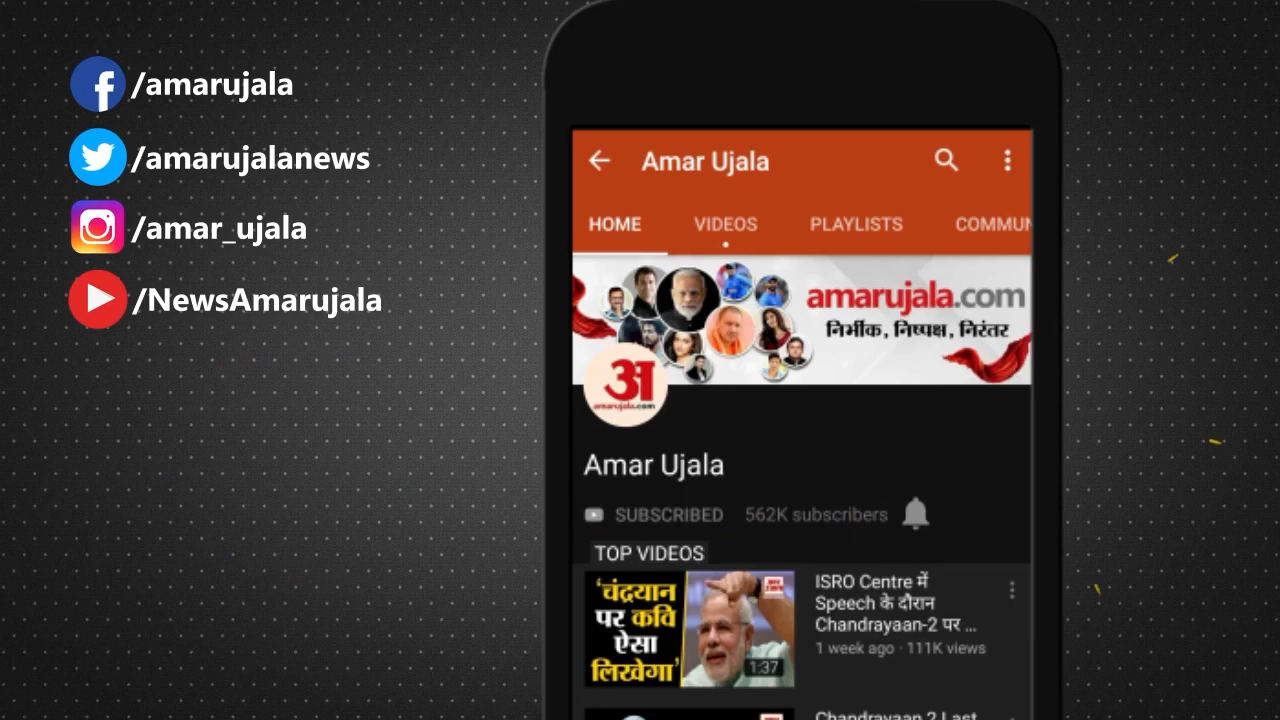 /amarujala
/amarujalanews
/amar_ujala
/NewsAmarujala
Amar Ujala
HOME VIDEOS PLAYLISTS COMMUN
amarujala.com
निर्भीक, निष्पक्ष, निरंतर
अ
amarujala.com
Amar Ujala
SUBSCRIBED 562K subscribers
TOP VIDEOS
'चंद्रयान
पर कवि
ऐसा
लिखेगा'
1:37
ISRO Centre में
Speech के दौरान
Chandrayaan-2 पर ...
1 week ago · 111K views
Chandrayaan 2 Last